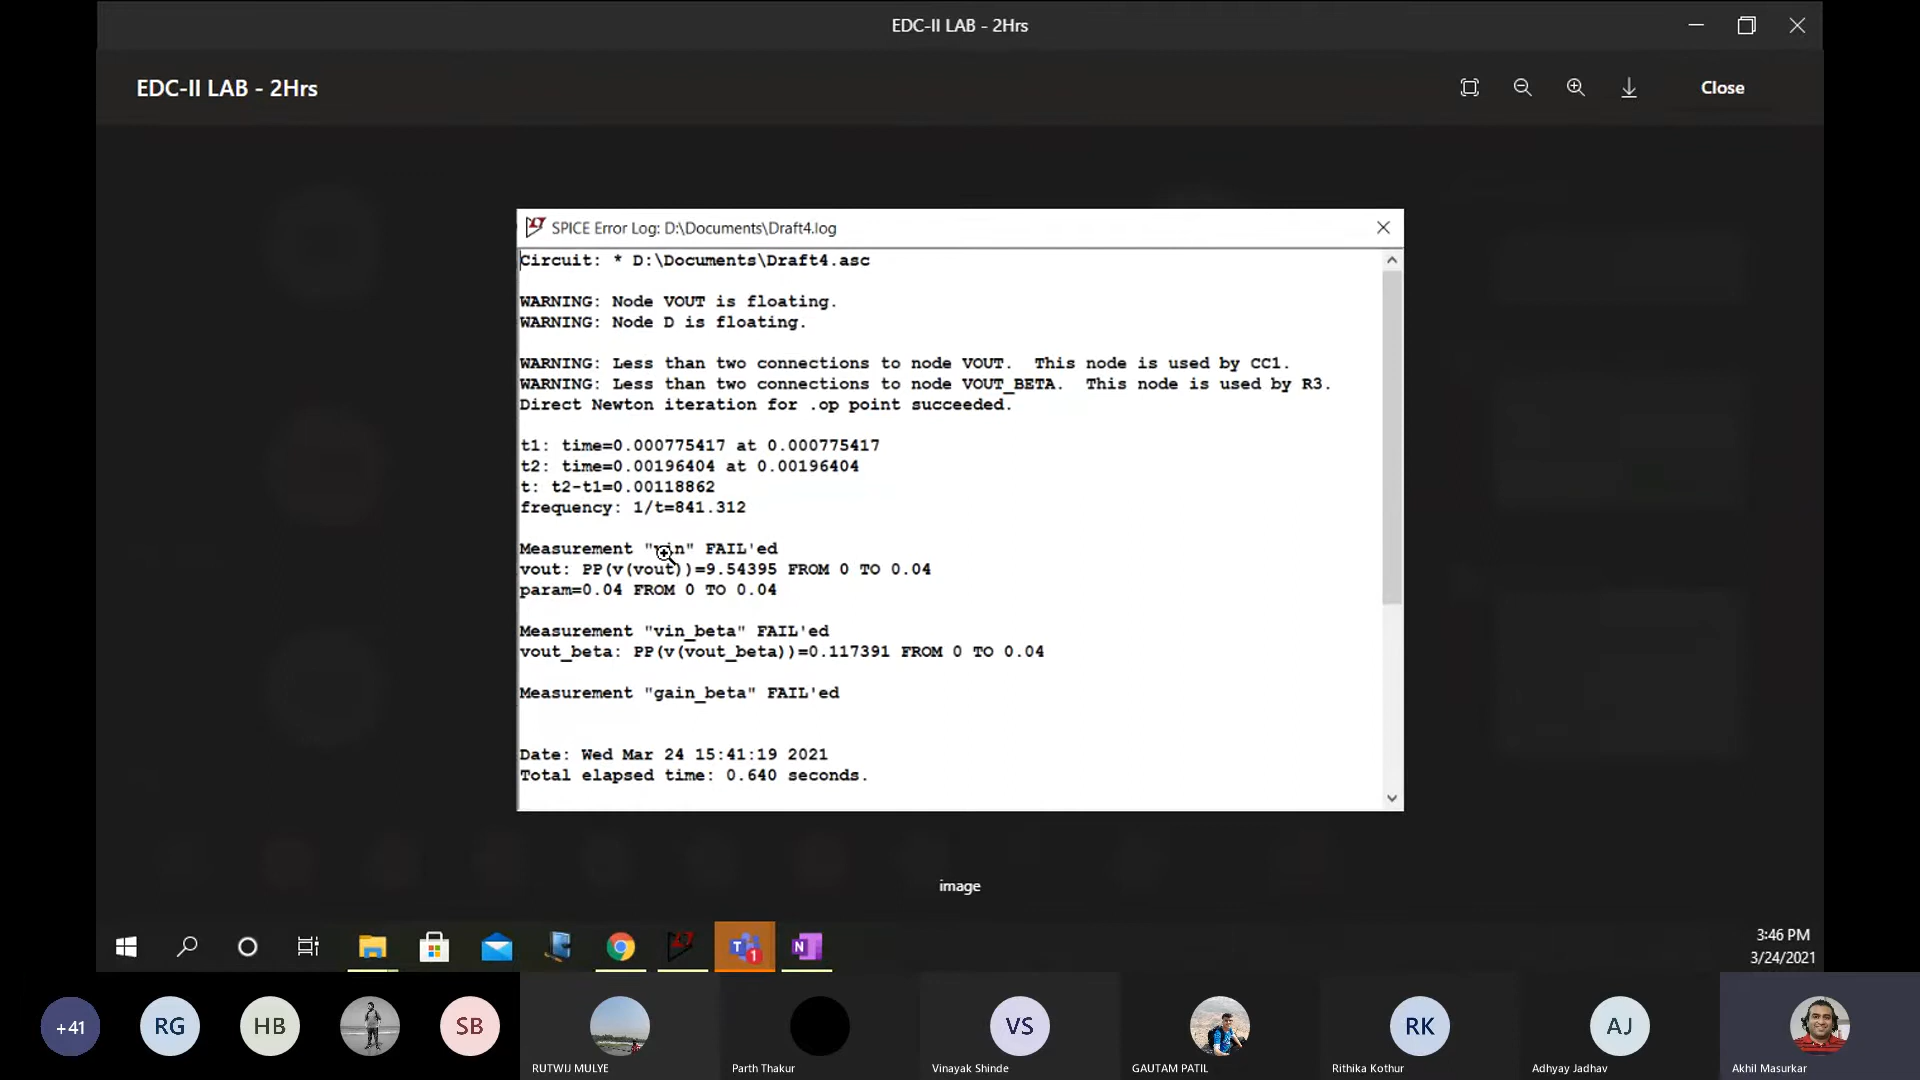 EDC-II LAB - 2Hrs
EDC-II LAB - 2Hrs
Close
SPICE Error Log: D:\Documents\Draft4.log
Circuit: * D:\Documents\Draft4.asc
WARNING: Node VOUT is floating.
WARNING: Node D is floating.
WARNING: Less than two connections to node VOUT. This node is used by CC1.
WARNING: Less than two connections to node VOUT_BETA. This node is used by R3.
Direct Newton iteration for .op point succeeded.
t1: time=0.000775417 at 0.000775417
t2: time=0.00196404 at 0.00196404
t: t2-t1=0.00118862
frequency: 1/t=841.312
Measurement "vin" FAIL'ed
vout: PP(v(vout))=9.54395 FROM 0 TO 0.04
param=0.04 FROM 0 TO 0.04
Measurement "vin_beta" FAIL'ed
vout_beta: PP(v(vout_beta))=0.117391 FROM 0 TO 0.04
Measurement "gain_beta" FAIL'ed
Date: Wed Mar 24 15:41:19 2021
Total elapsed time: 0.640 seconds.
image
T
1
N
3:46 PM
3/24/2021
+41
RG
HB
SB
VS
RK
AJ
RUTWIJ MULYE
Parth Thakur
Vinayak Shinde
GAUTAM PATIL
Rithika Kothur
Adhyay Jadhav
Akhil Masurkar